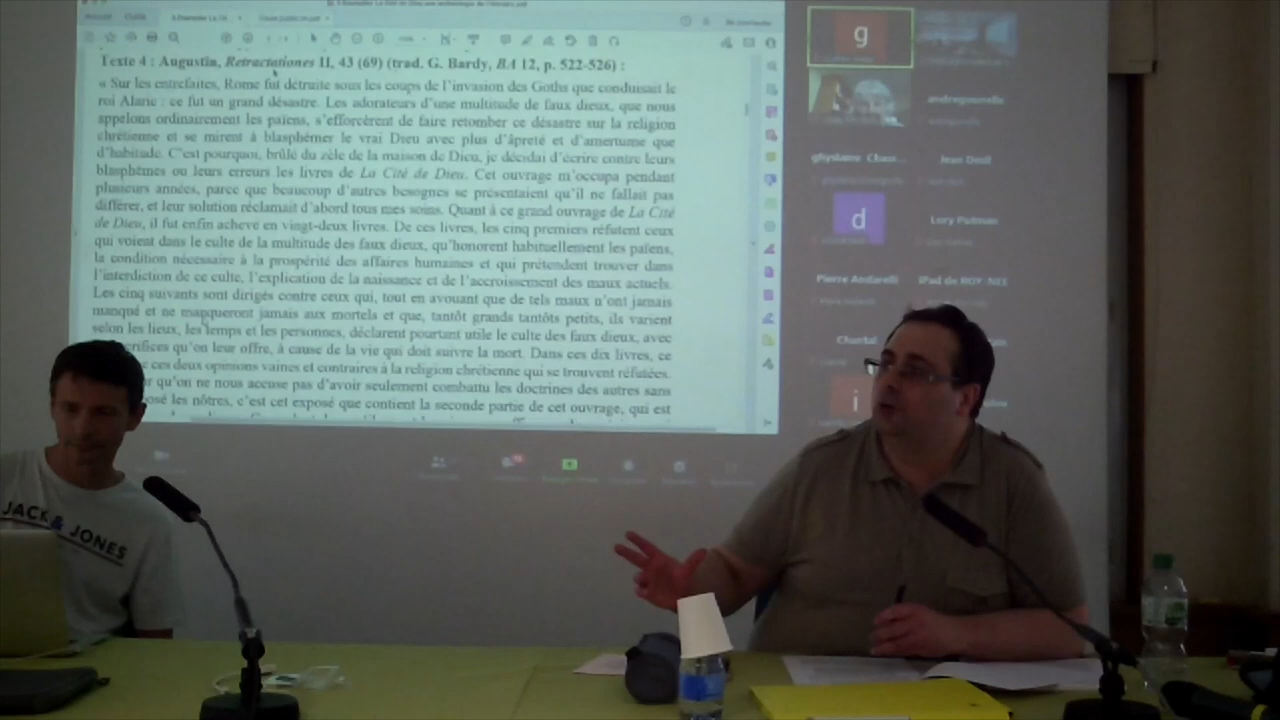 Texte 4 : Augustin, Retractationes II, 43 (69) (trad. G. Bardy, BA 12, p. 522-526) :
« Sur les entrefaites, Rome fut détruite sous les coups de l'invasion des Goths que conduisait le
roi Alaric : ce fut un grand désastre. Les adorateurs d'une multitude de faux dieux, que nous
appelons ordinairement les païens, s'efforcèrent de faire retomber ce désastre sur la religion
chrétienne et se mirent à blasphémer le vrai Dieu avec plus d'âpreté et d'amertume que
d'habitude. C'est pourquoi, brûlé du zèle de la maison de Dieu, je décidai d'écrire contre leurs
blasphèmes ou leurs erreurs les livres de La Cité de Dieu. Cet ouvrage m'occupa pendant
plusieurs années, parce que beaucoup d'autres besognes se présentaient qu'il ne fallait pas
différer, et leur solution réclamait d'abord tous mes soins. Quant à ce grand ouvrage de La Cité
de Dieu, il fut enfin achevé en vingt-deux livres. De ces livres, les cinq premiers réfutent ceux
qui voient dans le culte de la multitude des faux dieux, qu'honorent habituellement les païens,
la condition nécessaire à la prospérité des affaires humaines et qui prétendent trouver dans
l'interdiction de ce culte, l'explication de la naissance et de l'accroissement des maux actuels.
Les cinq suivants sont dirigés contre ceux qui, tout en avouant que de tels maux n'ont jamais
manqué et ne manqueront jamais aux mortels et que, tantôt grands tantôts petits, ils varient
selon les lieux, les temps et les personnes, déclarent pourtant utile le culte des faux dieux, avec
qu'on leur offre, à cause de la vie qui doit suivre la mort. Dans ces dix livres, ce
ces deux opinions vaines et contraires à la religion chrétienne qui se trouvent réfutées.
qu'on ne nous accuse pas d'avoir seulement combattu les doctrines des autres sans
les nôtres, c'est cet exposé que contient la seconde partie de cet ouvrage, qui est
g
d
Lory Putman
Pierre Andarelli
iPad de
Chantal
i
JACK & JONES